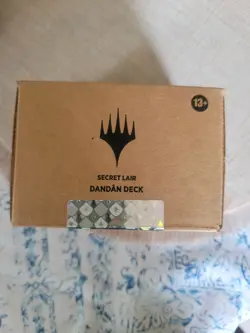 13+
SECRET LAIR
DANDÂN DECK